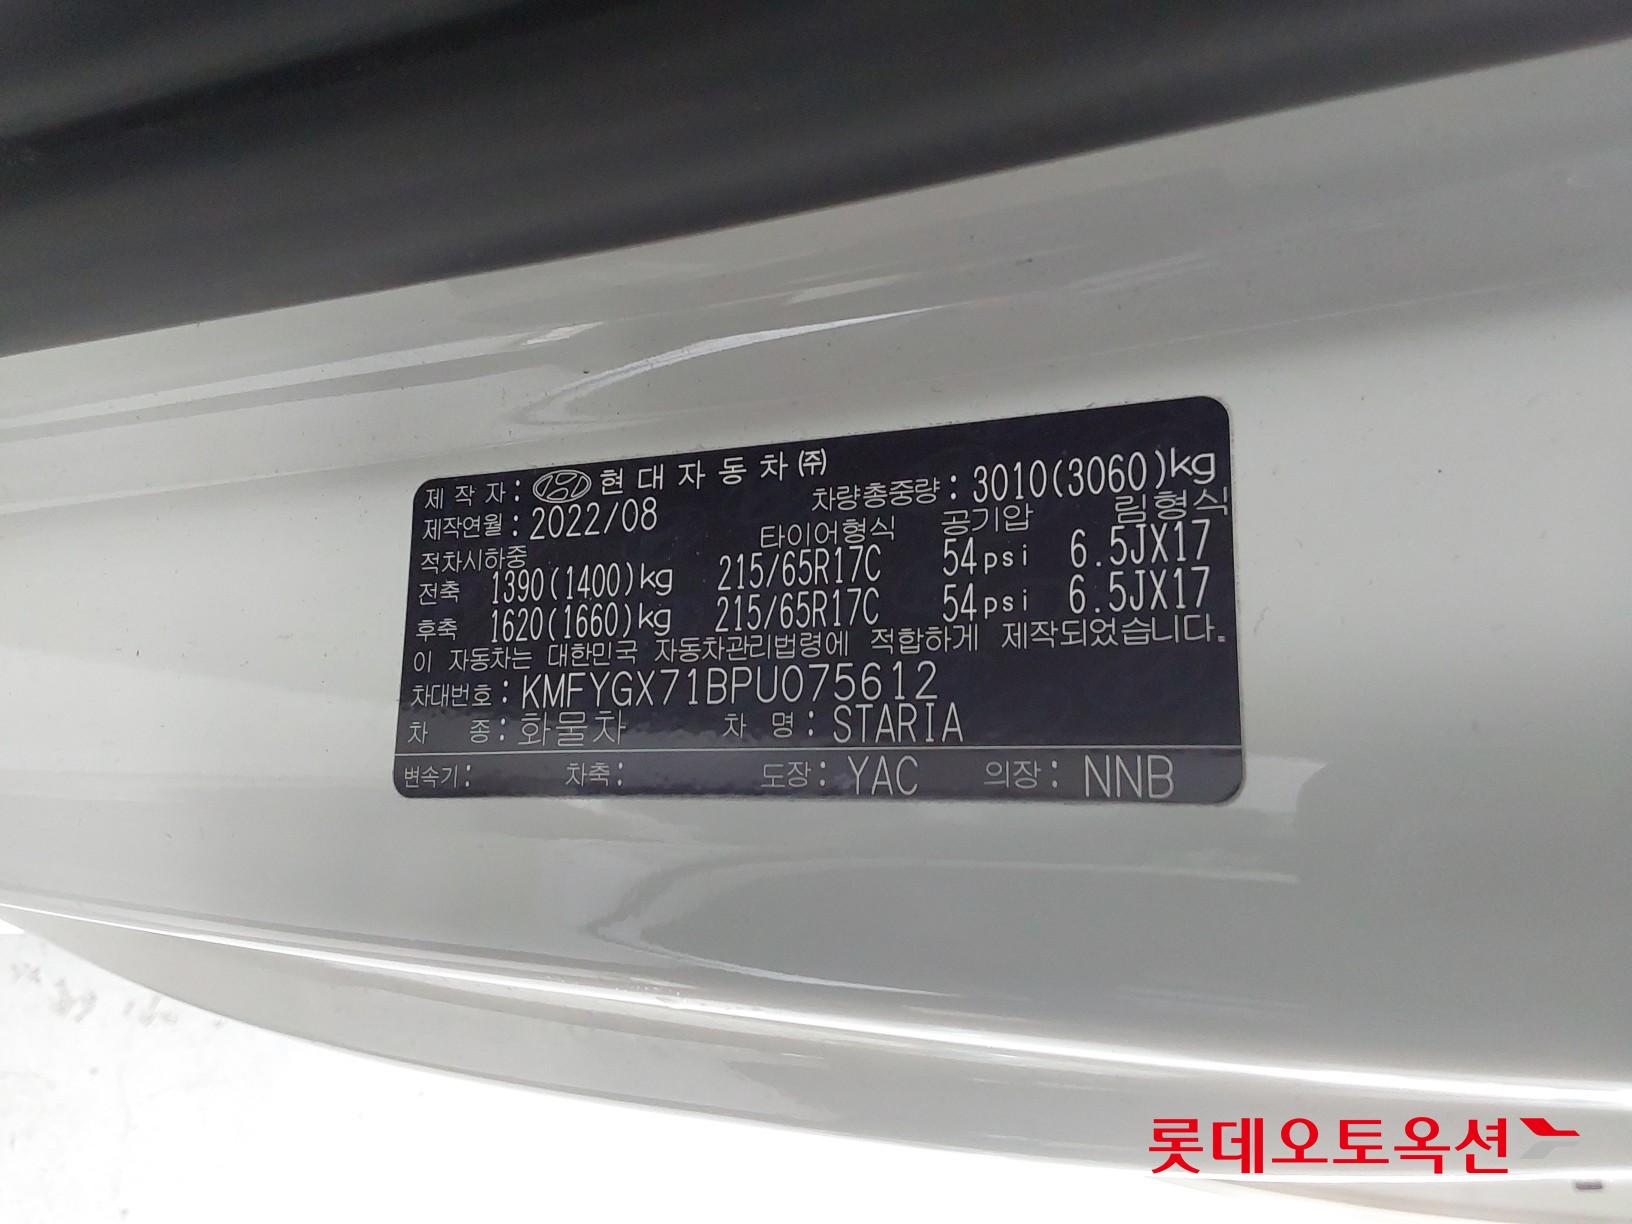 제 작 자 : 현대자동차㈜
차량총중량 : 3010(3060)kg
제작연월 : 2022/08
적차시하중 타이어형식 공기압 림형식
전축 1390(1400)kg 215/65R17C 54psi 6.5JX17
후축 1620(1660)kg 215/65R17C 54psi 6.5JX17
이 자동차는 대한민국 자동차관리법령에 적합하게 제작되었습니다.
차대번호 : KMFYGX71BPU075612
차 종 : 화물차 차 명 : STARIA
변속기 : 차축 : 도장 : YAC 의장 : NNB
롯데오토옥션